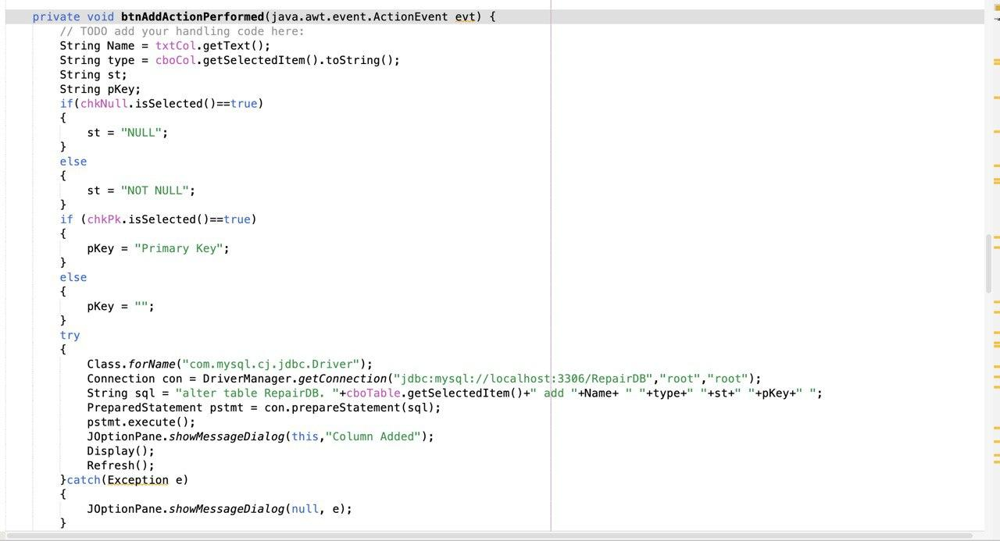 private void btnAddActionPerformed(java.awt.event.ActionEvent evt) {
// TODO add your handling code here:
String Name = txtCol.getText();
String type = cboCol.getSelectedItem().toString();
String st;
String pKey;
if(chkNull.isSelected()==true)
{
st = "NULL";
}
else
{
st = "NOT NULL";
}
if (chkPk.isSelected()==true)
{
pKey = "Primary Key";
}
else
{
pKey = "";
}
try
{
Class.forName("com.mysql.cj.jdbc.Driver");
Connection con = DriverManager.getConnection("jdbc:mysql://localhost:3306/RepairDB","root","root");
String sql = "alter table RepairDB. "+cboTable.getSelectedItem()+" add "+Name+ " "+type+" "+st+" "+pKey+" ";
PreparedStatement pstmt = con.prepareStatement(sql);
pstmt.execute();
JOptionPane.showMessageDialog(this,"Column Added");
Display();
Refresh();
}catch(Exception e)
{
JOptionPane.showMessageDialog(null, e);
}